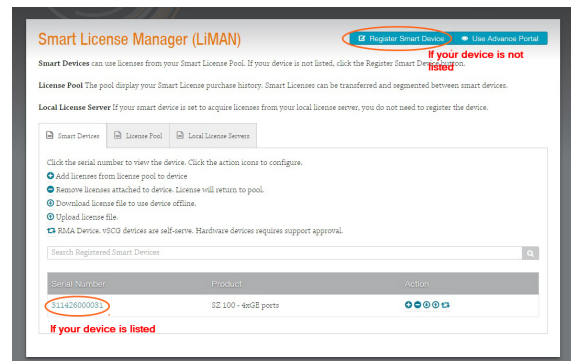 Smart License Manager (LiMAN)
Register Smart Device
Use Advance Portal
If your device is not
listed
Smart Devices can use licenses from your Smart License Pool. If your device is not listed, click the Register Smart Device button.
License Pool The pool display your Smart License purchase history. Smart Licenses can be transferred and segmented between smart devices.
Local License Server If your smart device is set to acquire licenses from your local license server, you do not need to register the device.
Smart Devices
License Pool
Local License Servers
Click the serial number to view the device. Click the action icons to configure.
Add licenses from license pool to device
Remove licenses attached to device. License will return to pool.
Download license file to use device offline.
Upload license file.
RMA Device. vSCG devices are self-serve. Hardware devices requires support approval.
Search Registered Smart Devices
Serial Number Product Action
311426000031 SZ 100 - 4xGE ports
If your device is listed